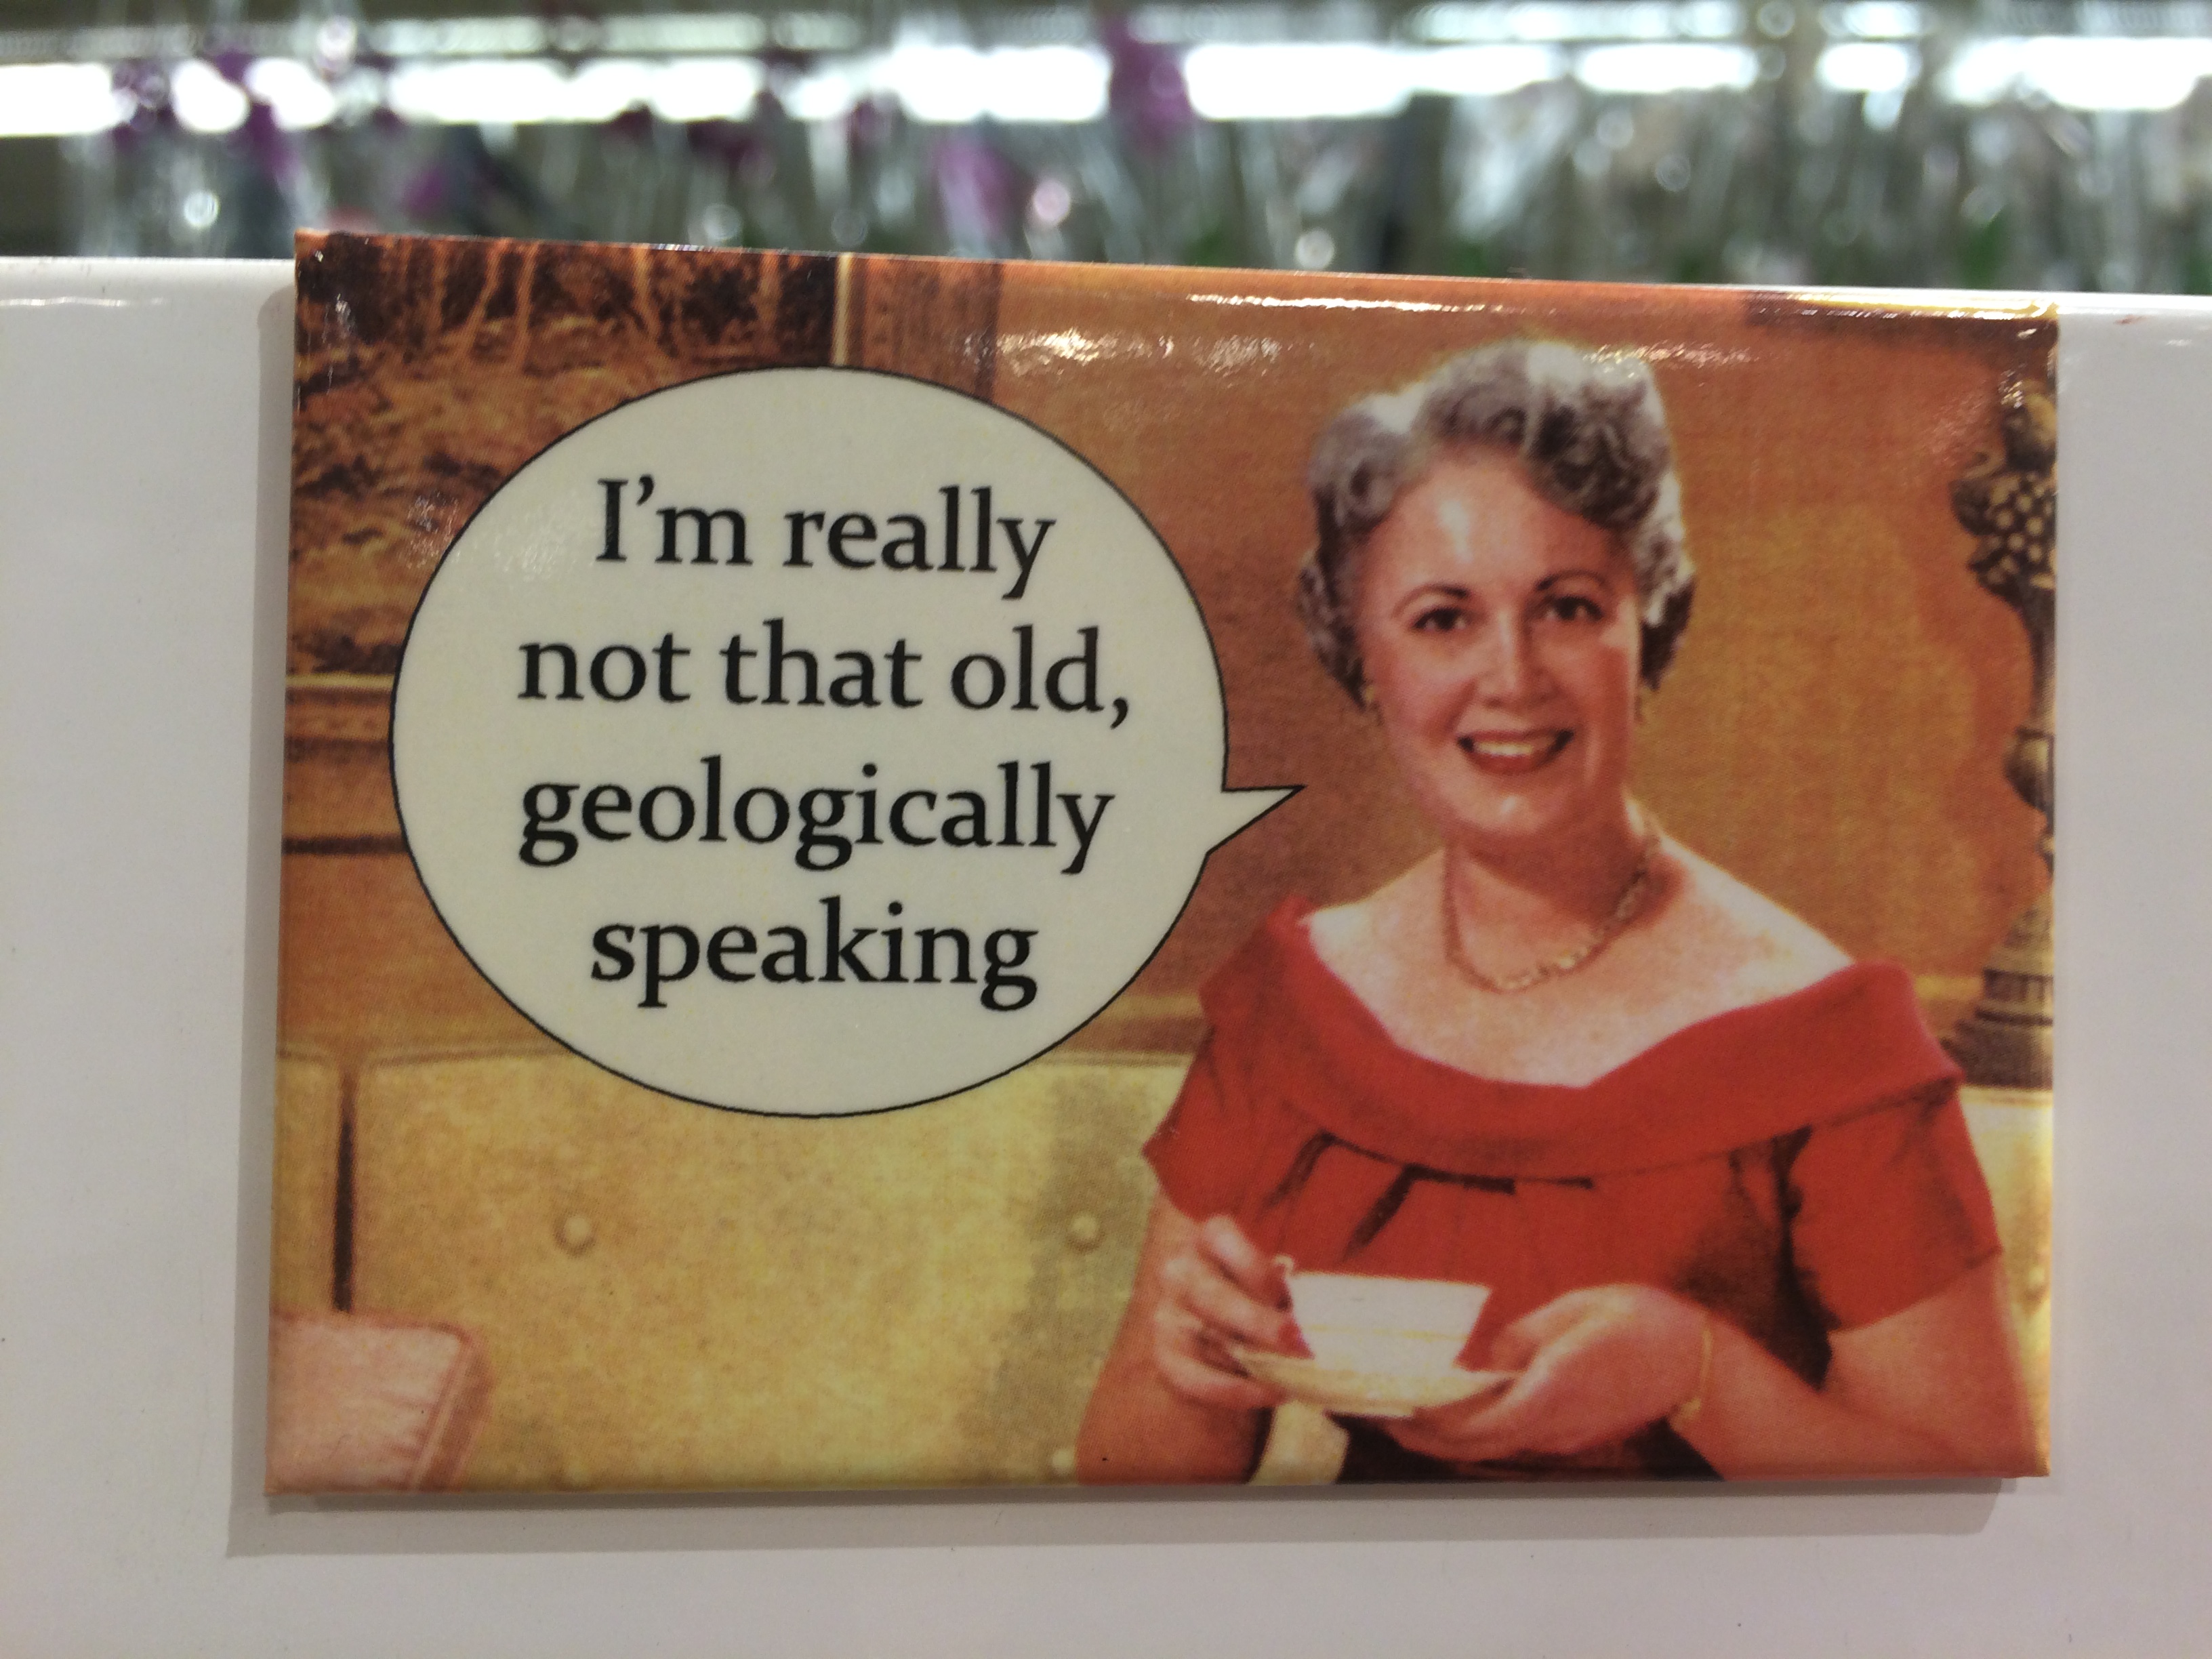 I’m really
not that old,
geologically
speaking